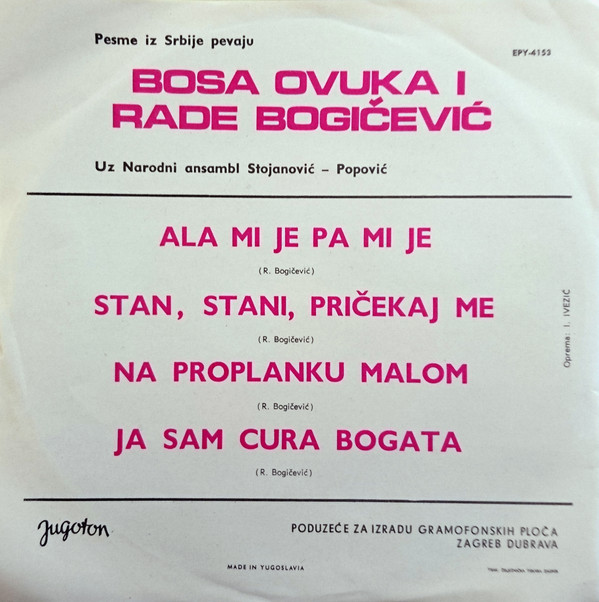 Pesme iz Srbije pevaju
EPY-4153
BOSA OVUKA I
RADE BOGIČEVIĆ
Uz Narodni ansambl Stojanović – Popović
ALA MI JE PA MI JE
(R. Bogičević)
STAN, STANI, PRIČEKAJ ME
(R. Bogičević)
NA PROPLANKU MALOM
(R. Bogičević)
JA SAM CURA BOGATA
(R. Bogičević)
Oprema: I. IVEZIĆ
Jugoton
PODUZEĆE ZA IZRADU GRAMOFONSKIH PLOČA
ZAGREB DUBRAVA
MADE IN YUGOSLAVIA